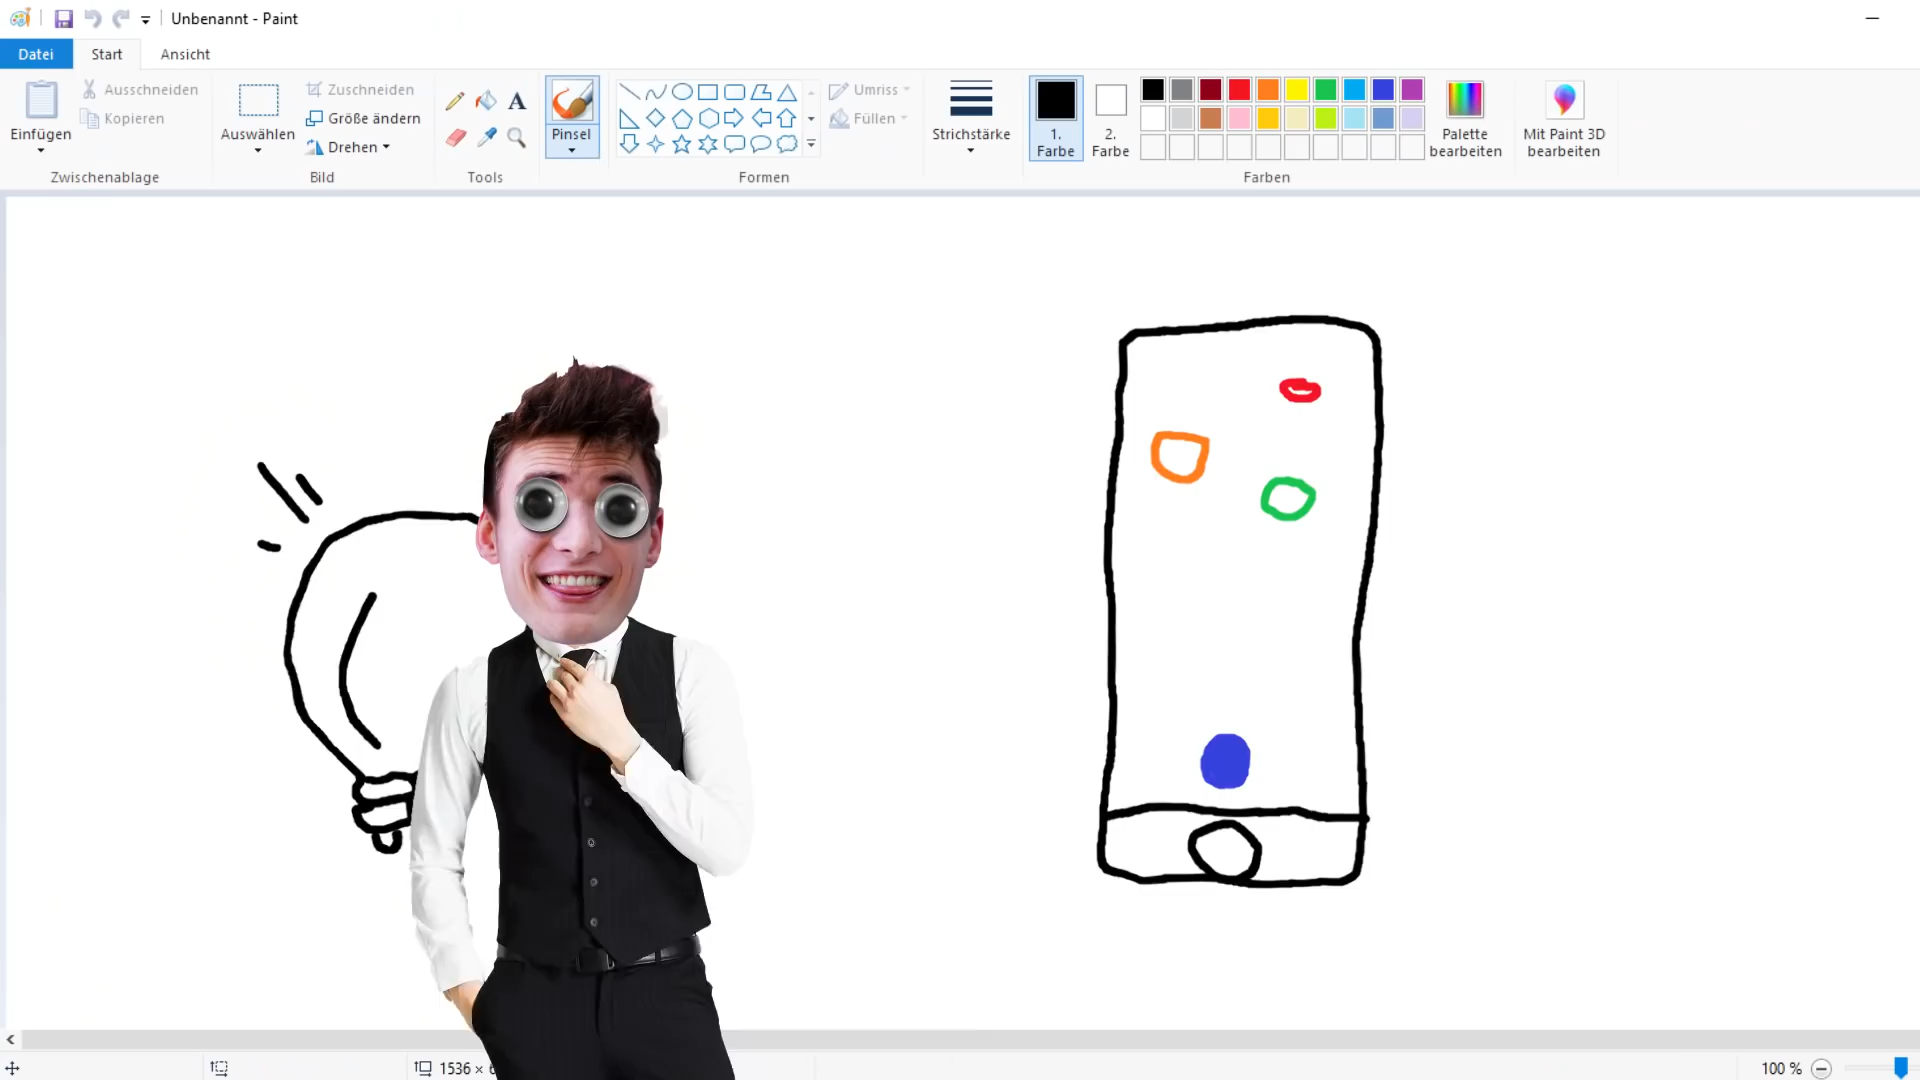 Unbenannt - Paint
Datei
Start
Ansicht
Einfügen
Ausschneiden
Kopieren
Zwischenablage
Auswählen
Zuschneiden
Größe ändern
Drehen
Bild
A
Tools
Pinsel
Umriss
Füllen
Formen
Strichstärke
1.
Farbe
2.
Farbe
Palette
bearbeiten
Mit Paint 3D
bearbeiten
Farben
1536 ×
100 %